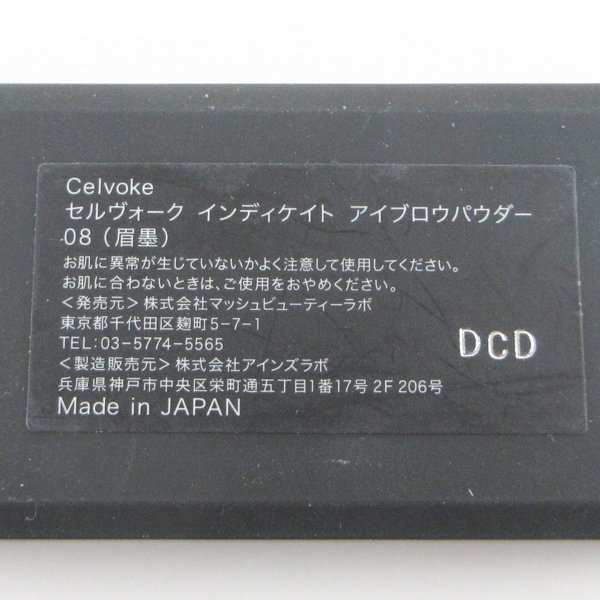 Celvoke
セルヴォーク インディケイト アイブロウパウダー
08（眉墨）
お肌に異常が生じていないかよく注意して使用してください。
お肌に合わないときは、ご使用をおやめください。
＜発売元＞株式会社マッシュビューティーラボ
東京都千代田区麹町5-7-1
TEL:03-5774-5565
＜製造販売元＞株式会社アインズラボ
兵庫県神戸市中央区栄町通五丁目1番17号 2F 206号
Made in JAPAN
DCD